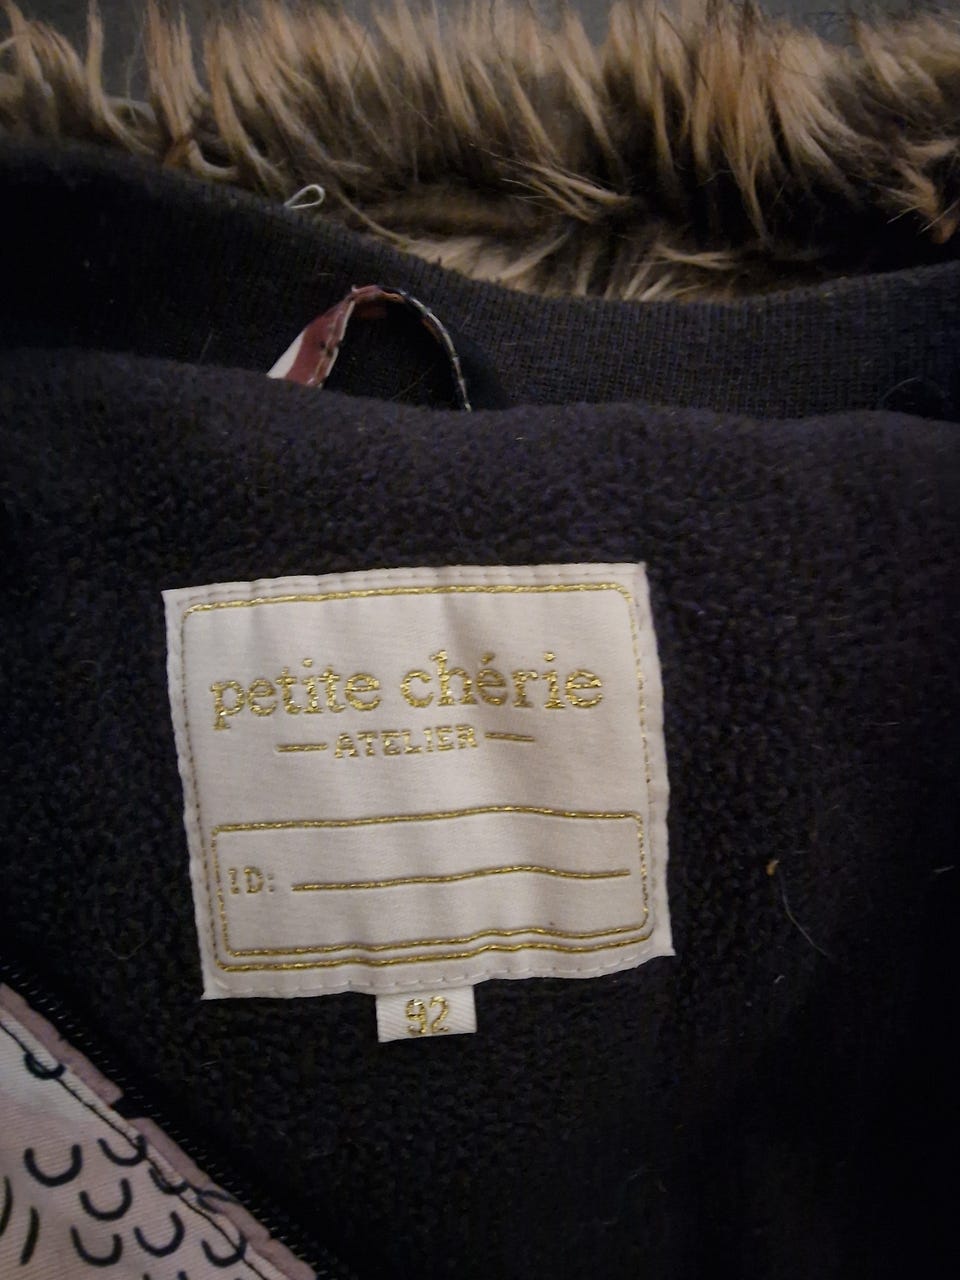 petite chérie
ATELIER
ID:
92